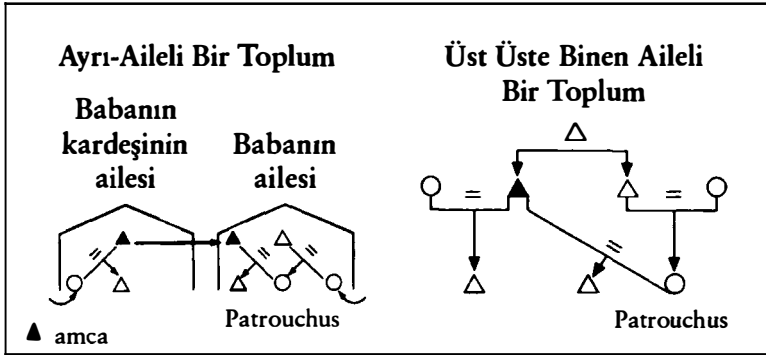 Ayrı-Aileli Bir Toplum
Babanın
kardeşinin
ailesi
Babanın
ailesi
Patrouchus
amca
Üst Üste Binen Aileli
Bir Toplum
Patrouchus